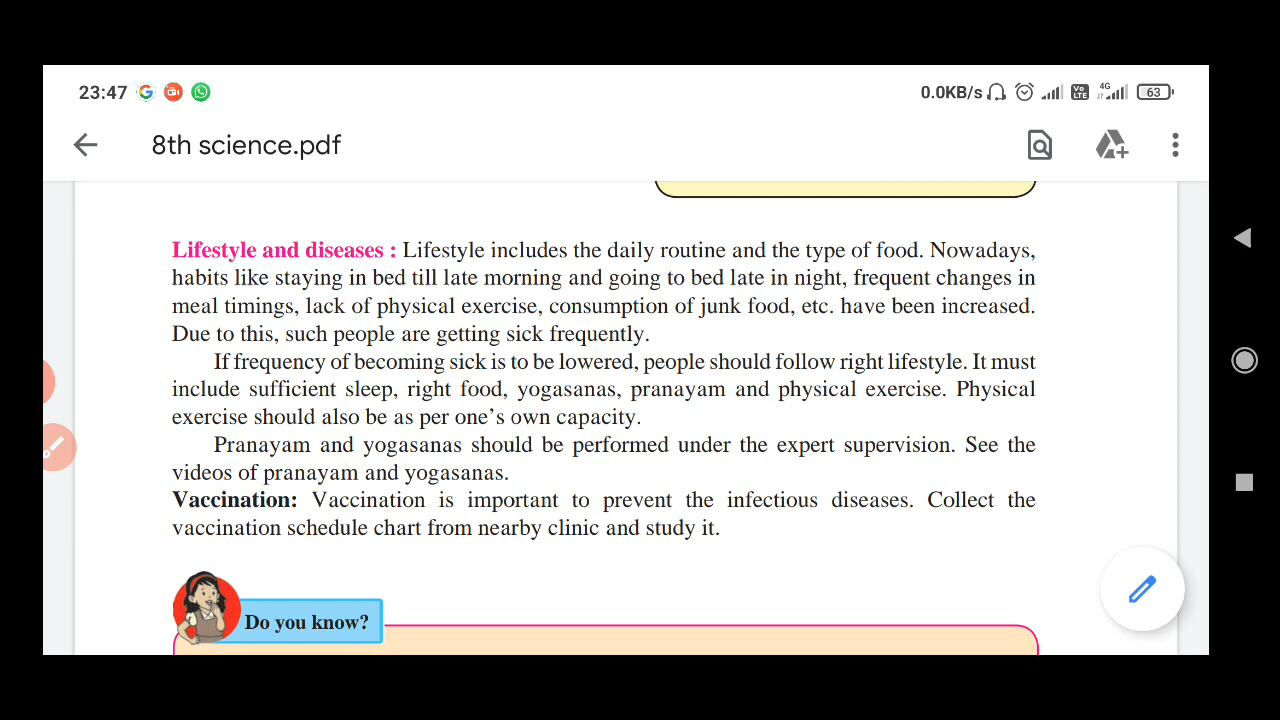 23:47 0.0KB/s Vo LTE 4G 63
8th science.pdf
Lifestyle and diseases : Lifestyle includes the daily routine and the type of food. Nowadays,
habits like staying in bed till late morning and going to bed late in night, frequent changes in
meal timings, lack of physical exercise, consumption of junk food, etc. have been increased.
Due to this, such people are getting sick frequently.
If frequency of becoming sick is to be lowered, people should follow right lifestyle. It must
include sufficient sleep, right food, yogasanas, pranayam and physical exercise. Physical
exercise should also be as per one’s own capacity.
Pranayam and yogasanas should be performed under the expert supervision. See the
videos of pranayam and yogasanas.
Vaccination: Vaccination is important to prevent the infectious diseases. Collect the
vaccination schedule chart from nearby clinic and study it.
Do you know?